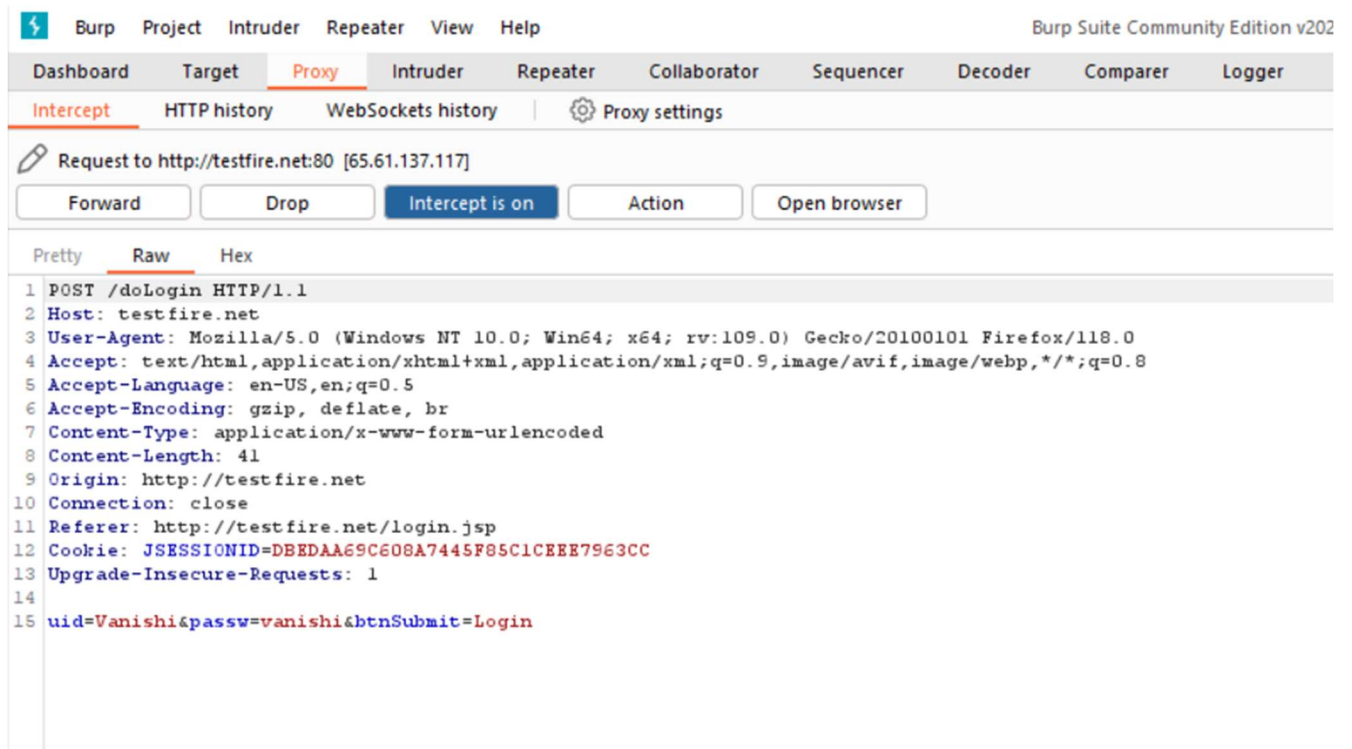 Burp Project Intruder Repeater View Help Burp Suite Community Edition v202
Dashboard Target Proxy Intruder Repeater Collaborator Sequencer Decoder Comparer Logger
Intercept HTTP history WebSockets history Proxy settings
Request to http://testfire.net:80 [65.61.137.117]
Forward Drop Intercept is on Action Open browser
Pretty Raw Hex
1 POST /doLogin HTTP/1.1
2 Host: testfire.net
3 User-Agent: Mozilla/5.0 (Windows NT 10.0; Win64; x64; rv:109.0) Gecko/20100101 Firefox/118.0
4 Accept: text/html,application/xhtml+xml,application/xml;q=0.9,image/avif,image/webp,*/*;q=0.8
5 Accept-Language: en-US,en;q=0.5
6 Accept-Encoding: gzip, deflate, br
7 Content-Type: application/x-www-form-urlencoded
8 Content-Length: 41
9 Origin: http://testfire.net
10 Connection: close
11 Referer: http://testfire.net/login.jsp
12 Cookie: JSESSIONID=DBEDAA69C608A7445F85C1CEEE7963CC
13 Upgrade-Insecure-Requests: 1
14
15 uid=Vanishi&passw=vanishi&btnSubmit=Login